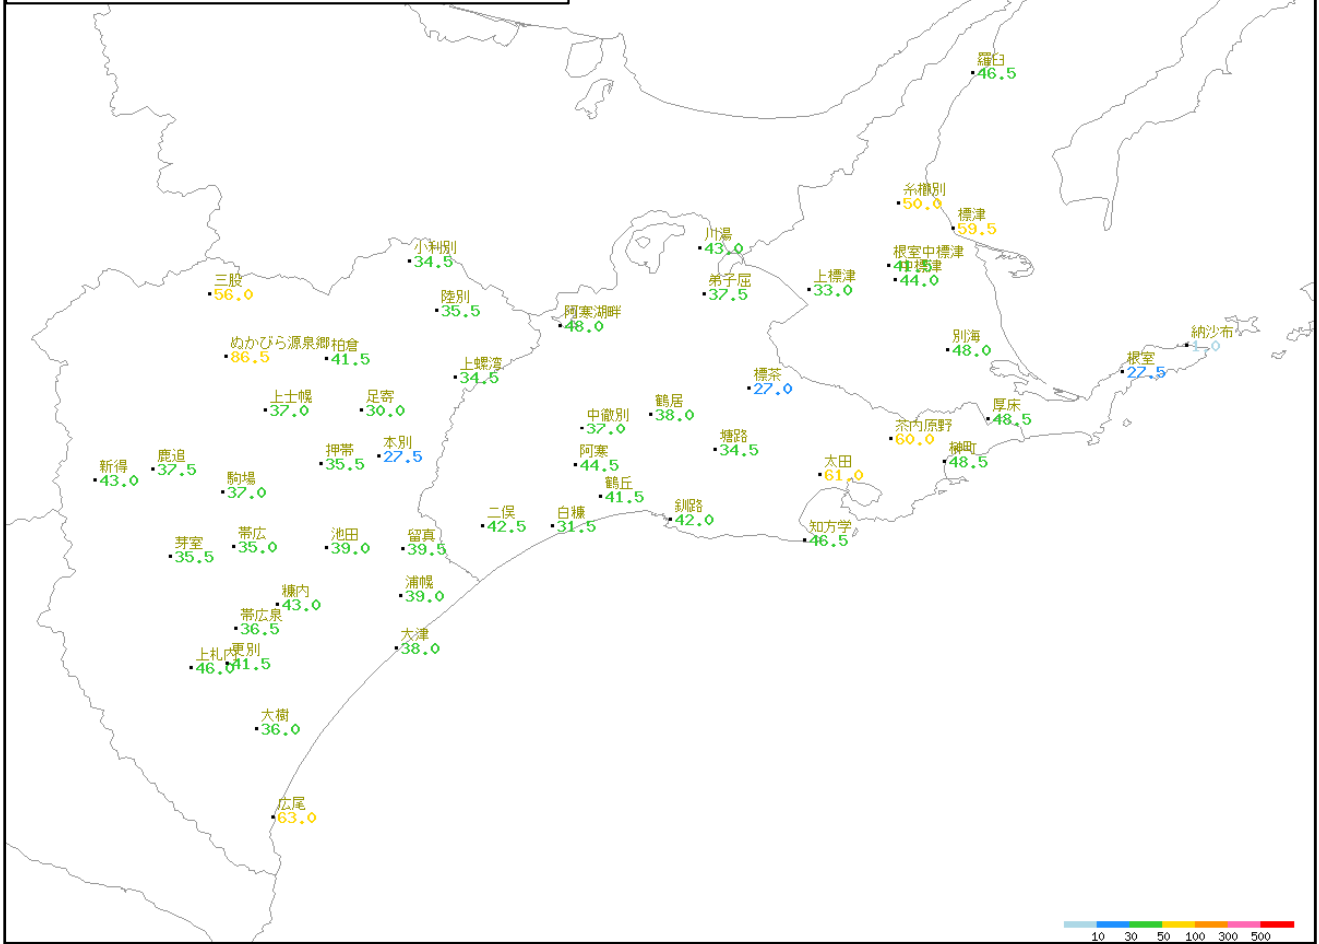 羅臼
46.5
糸櫛別
50.0
標津
59.5
川湯
43.0
小利別
34.5
根室中標津
中標津
44.0
三股
56.0
弟子屈
37.5
上標津
33.0
陸別
35.5
阿寒湖畔
48.0
納沙布
1.0
ぬかびら源泉郷
86.5
柏倉
41.5
別海
48.0
根室
27.5
上螺湾
34.5
標茶
27.0
上士幌
37.0
足寄
30.0
鶴居
38.0
厚床
48.5
中徹別
37.0
茶内原野
60.0
塘路
34.5
本別
27.5
押帯
35.5
榊町
48.5
鹿追
37.5
新得
43.0
阿寒
44.5
太田
61.0
駒場
37.0
鶴丘
41.5
二俣
42.5
白糠
31.5
釧路
42.0
知方学
46.5
芽室
35.5
帯広
35.0
池田
39.0
留真
39.5
糠内
43.0
浦幌
39.0
帯広泉
36.5
大津
38.0
上札内
46.0
更別
41.5
大樹
36.0
広尾
63.0
10 30 50 100 300 500